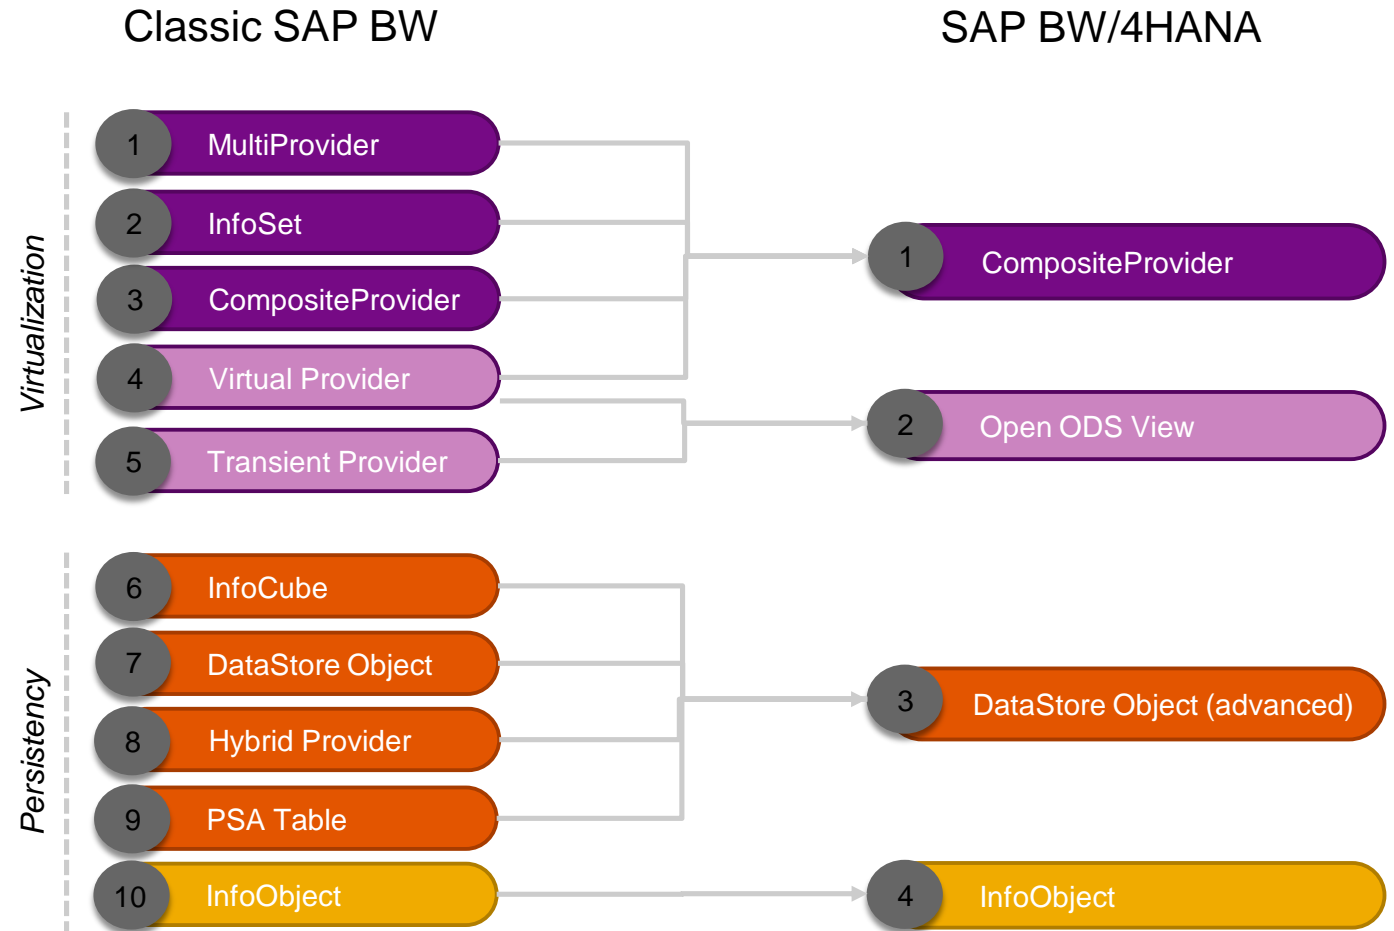 Classic SAP BW
SAP BW/4HANA
Virtualization
1 MultiProvider
2 InfoSet
3 CompositeProvider
4 Virtual Provider
5 Transient Provider
1 CompositeProvider
2 Open ODS View
Persistency
6 InfoCube
7 DataStore Object
8 Hybrid Provider
9 PSA Table
10 InfoObject
3 DataStore Object (advanced)
4 InfoObject